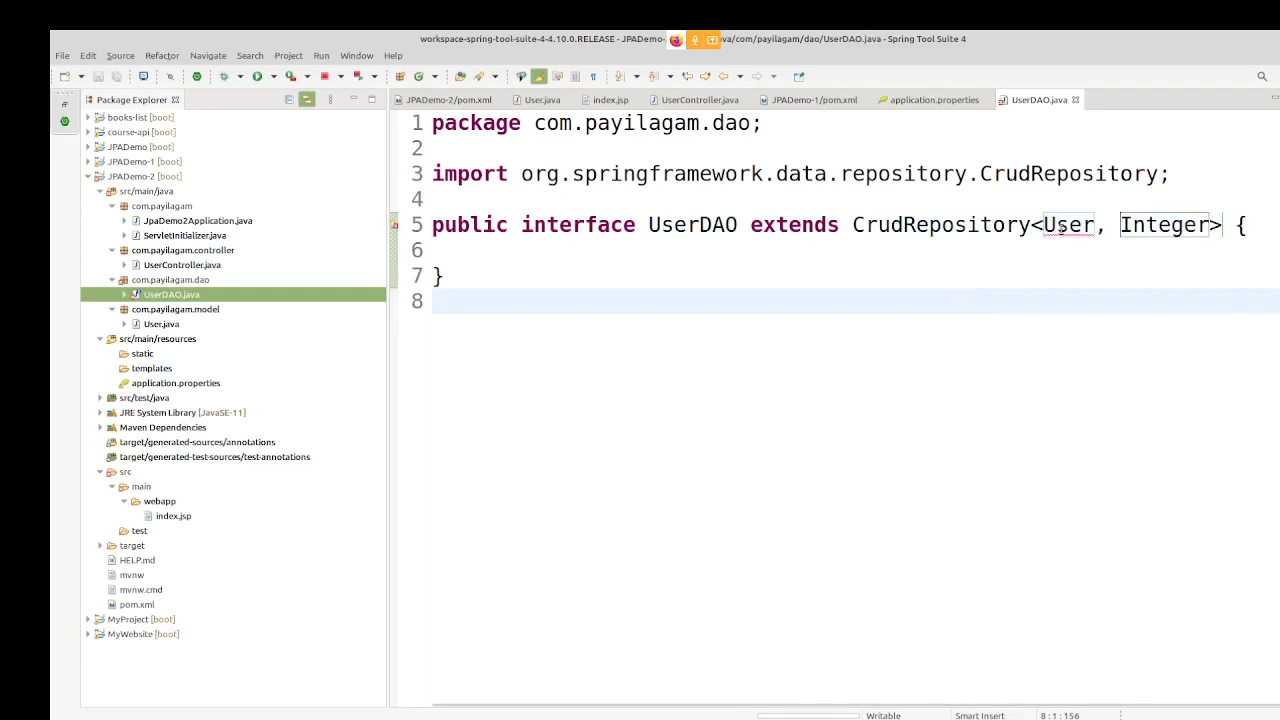 workspace-spring-tool-suite-4-4.10.0.RELEASE - JPADemo- va/com/payilagam/dao/UserDAO.java - Spring Tool Suite 4
File Edit Source Refactor Navigate Search Project Run Window Help
Package Explorer
JPADemo-2/pom.xml User.java index.jsp UserController.java JPADemo-1/pom.xml application.properties UserDAO.java
books-list [boot]
course-api [boot]
JPADemo [boot]
JPADemo-1 [boot]
JPADemo-2 [boot]
src/main/java
com.payilagam
JpaDemo2Application.java
ServletInitializer.java
com.payilagam.controller
UserController.java
com.payilagam.dao
UserDAO.java
com.payilagam.model
User.java
src/main/resources
static
templates
application.properties
src/test/java
JRE System Library [JavaSE-11]
Maven Dependencies
target/generated-sources/annotations
target/generated-test-sources/test-annotations
src
main
webapp
index.jsp
test
target
HELP.md
mvnw
mvnw.cmd
pom.xml
MyProject [boot]
MyWebsite [boot]
1 package com.payilagam.dao;
2
3 import org.springframework.data.repository.CrudRepository;
4
5 public interface UserDAO extends CrudRepository<User, Integer> {
6
7 }
8
Writable Smart Insert 8 : 1 : 156